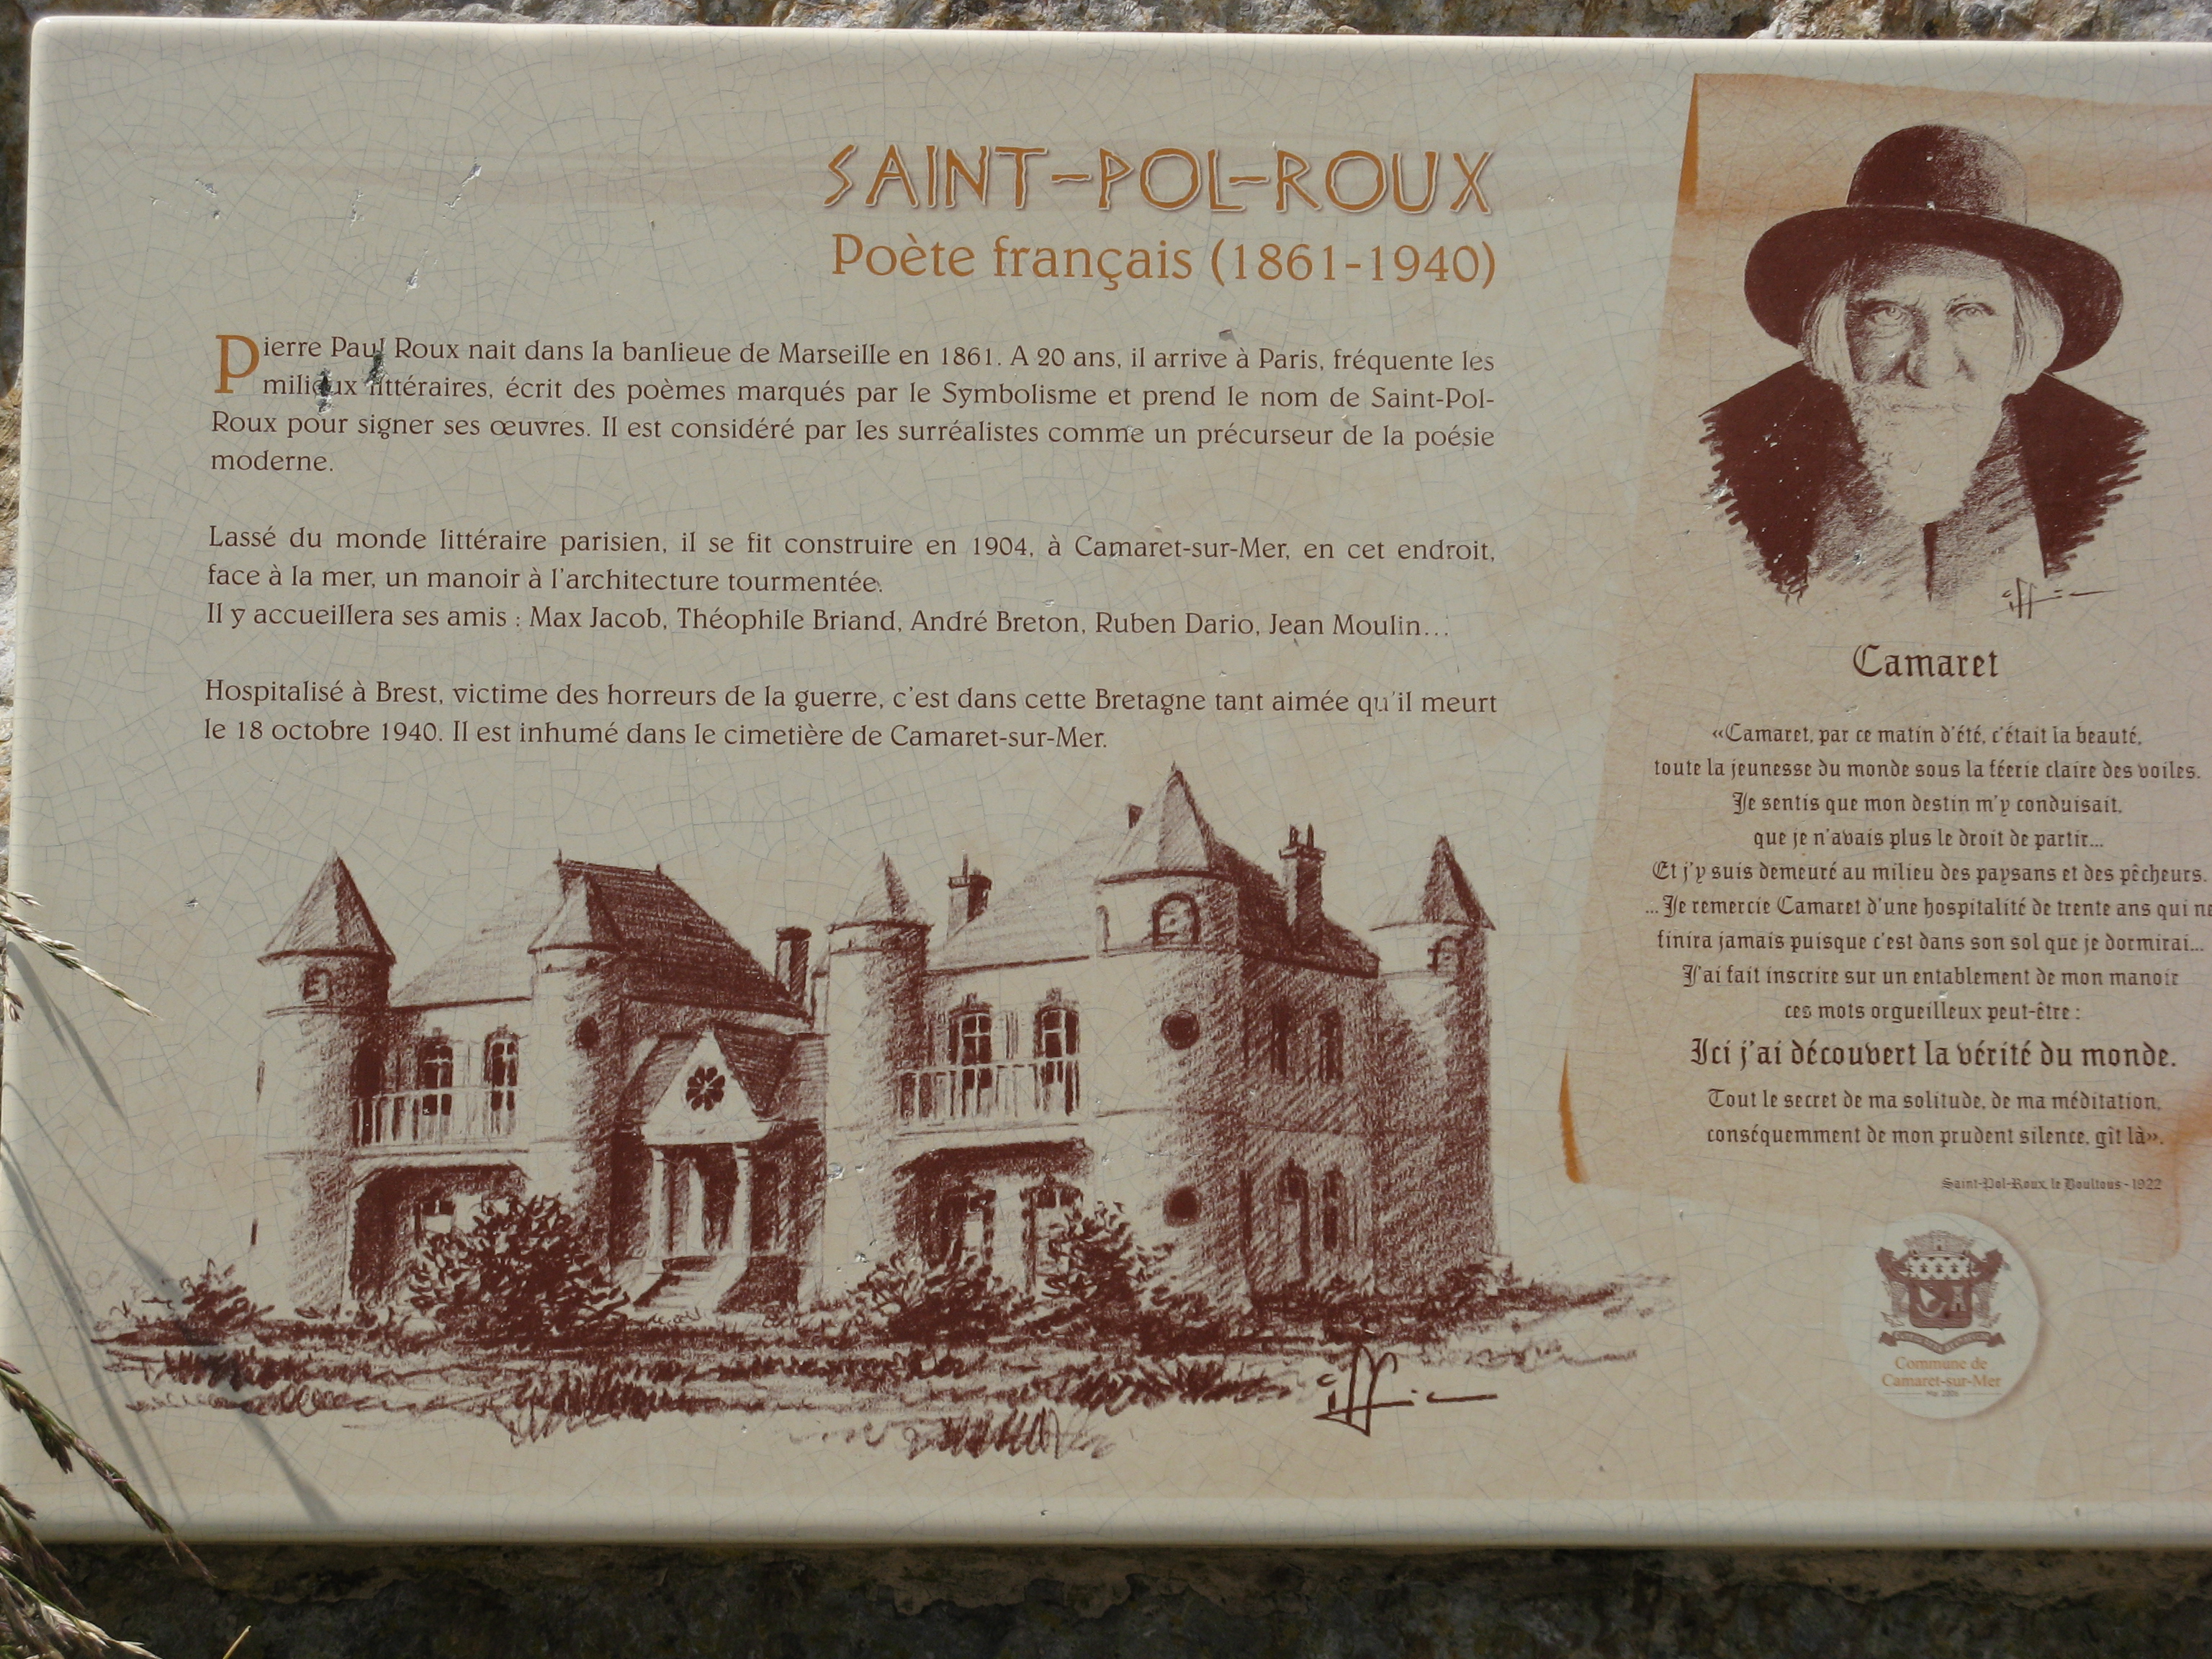 SAINT-POL-ROUX
Poète français (1861-1940)
Pierre Paul Roux nait dans la banlieue de Marseille en 1861. A 20 ans, il arrive à Paris, fréquente les
milieux littéraires, écrit des poèmes marqués par le Symbolisme et prend le nom de Saint-Pol-
Roux pour signer ses œuvres. Il est considéré par les surréalistes comme un précurseur de la poésie
moderne.
Lassé du monde littéraire parisien, il se fit construire en 1904, à Camaret-sur-Mer, en cet endroit,
face à la mer, un manoir à l'architecture tourmentée.
Il y accueillera ses amis : Max Jacob, Théophile Briand, André Breton, Ruben Dario, Jean Moulin...
Hospitalisé à Brest, victime des horreurs de la guerre, c'est dans cette Bretagne tant aimée qu'il meurt
le 18 octobre 1940. Il est inhumé dans le cimetière de Camaret-sur-Mer.
Camaret
«Camaret, par ce matin d'été, c'était la beauté,
toute la jeunesse du monde sous la féerie claire des voiles.
Je sentis que mon destin m'y conduisait,
que je n'avais plus le droit de partir...
Et j'y suis demeuré au milieu des paysans et des pêcheurs.
... Je remercie Camaret d'une hospitalité de trente ans qui ne
finira jamais puisque c'est dans son sol que je dormirai...
J'ai fait inscrire sur un entablement de mon manoir
ces mots orgueilleux peut-être :
Ici j'ai découvert la vérité du monde.
Tout le secret de ma solitude, de ma méditation,
conséquemment de mon prudent silence, gît là».
Saint-Pol-Roux, le Boultous - 1922
Commune de
Camaret-sur-Mer